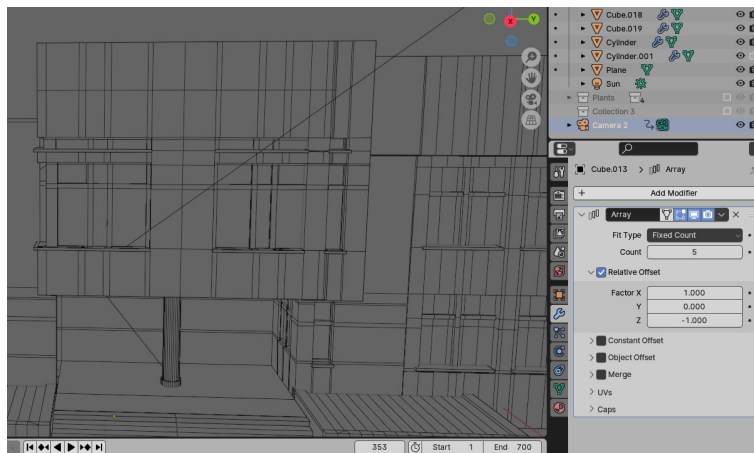 X
Y
Cube.018
Cube.019
Cylinder
Cylinder.001
Plane
Sun
Plants
4
Collection 3
Camera 2
Cube.013 > Array
+ Add Modifier
Array
Fit Type Fixed Count
Count 5
Relative Offset
Factor X 1.000
Y 0.000
Z -1.000
Constant Offset
Object Offset
Merge
UVs
Caps
353 Start 1 End 700